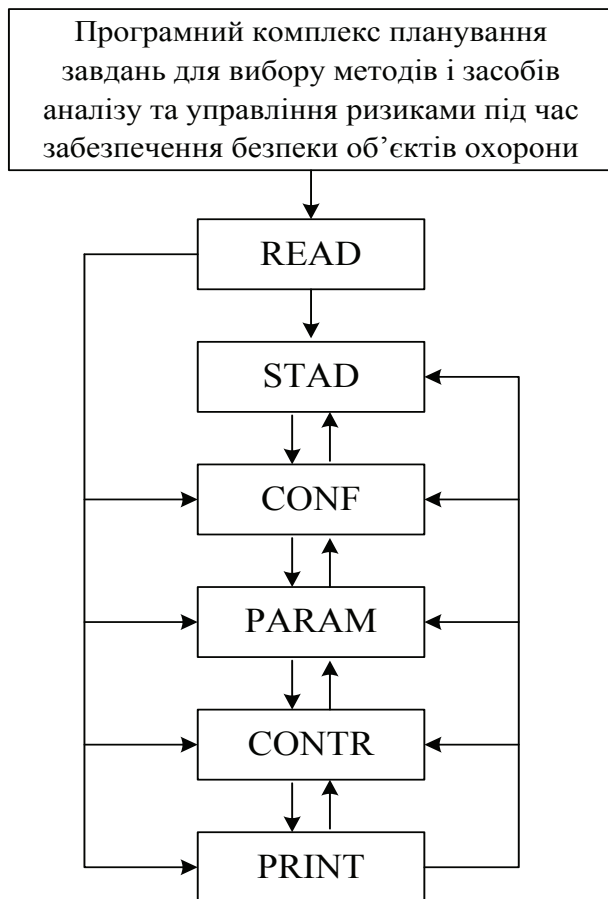 Програмний комплекс планування
завдань для вибору методів і засобів
аналізу та управління ризиками під час
забезпечення безпеки об’єктів охорони
READ
STAD
CONF
PARAM
CONTR
PRINT